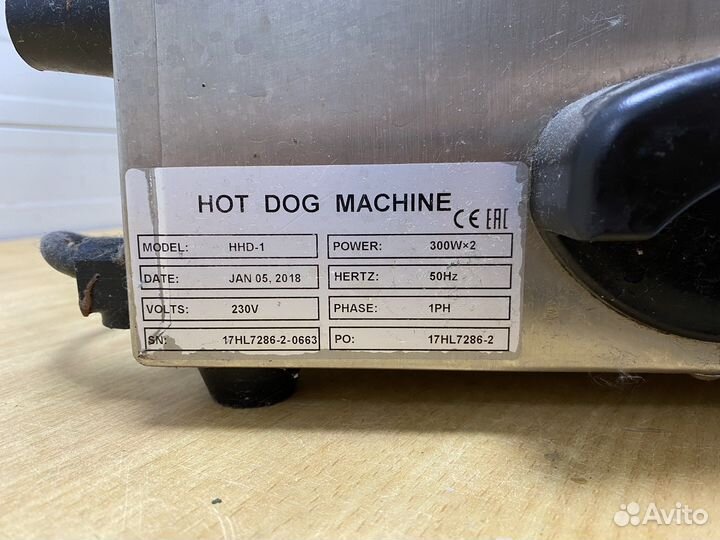 HOT DOG MACHINE CE EAC
MODEL: HHD-1 POWER: 300W×2
DATE: JAN 05, 2018 HERTZ: 50Hz
VOLTS: 230V PHASE: 1PH
SN: 17HL7286-2-0663 PO: 17HL7286-2
Avito